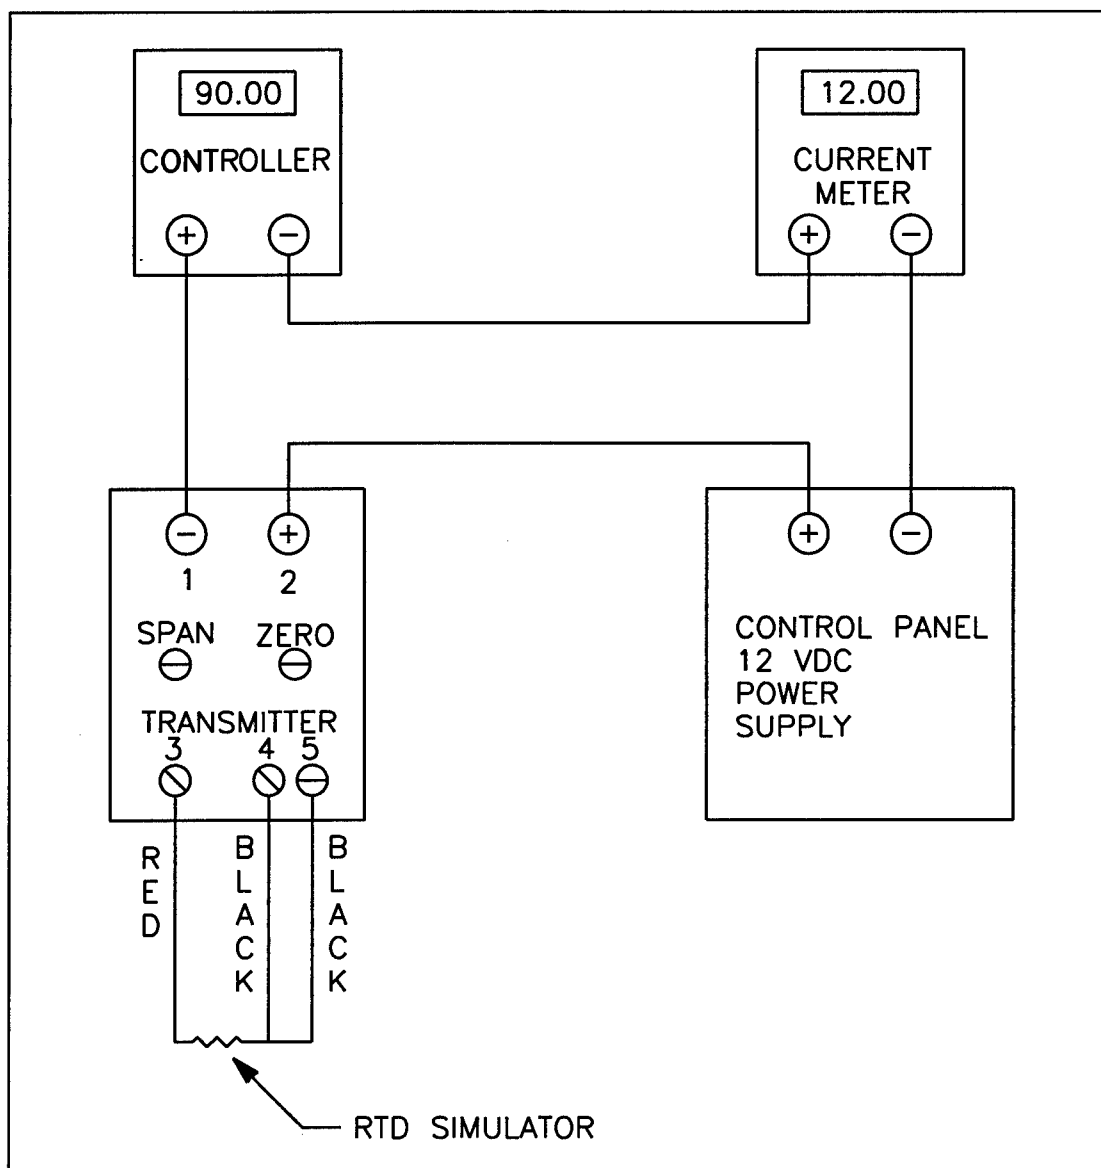 90.00
CONTROLLER
+ −
12.00
CURRENT
METER
+ −
− +
1 2
SPAN ZERO
TRANSMITTER
3 4 5
RED
BLACK
BLACK
RTD SIMULATOR
+ −
CONTROL PANEL
12 VDC
POWER
SUPPLY